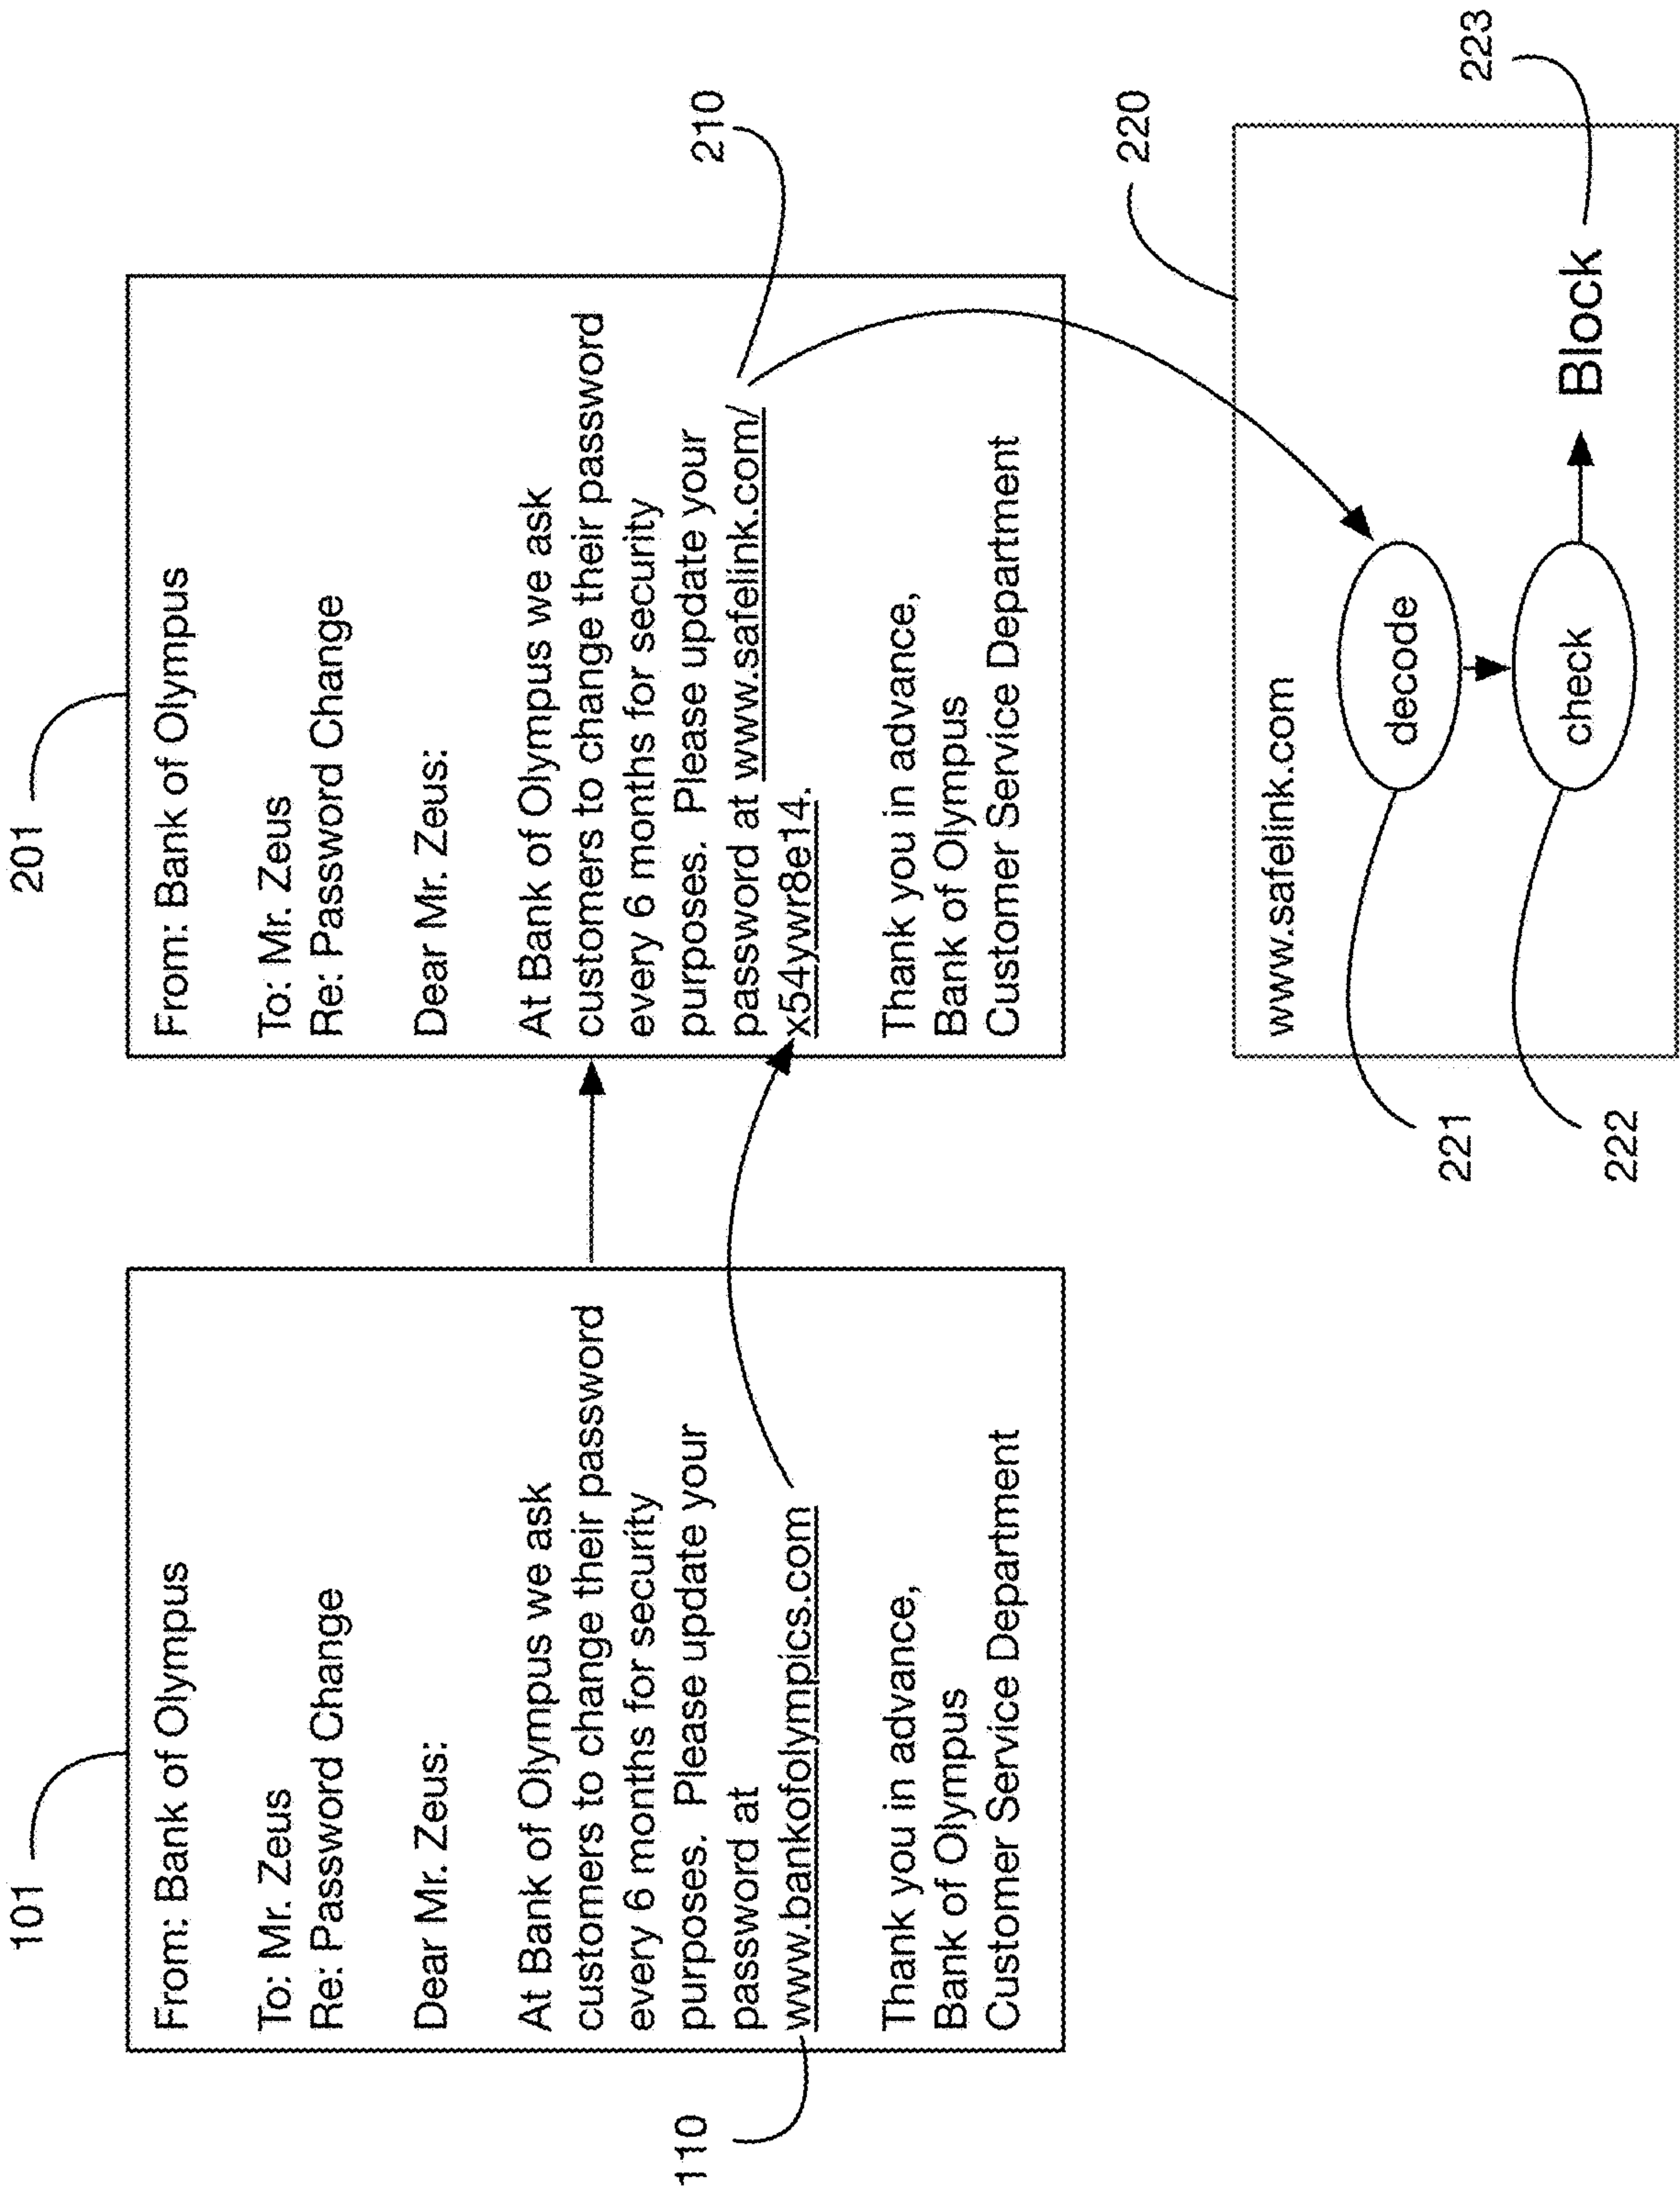 101
From: Bank of Olympus
To: Mr. Zeus
Re: Password Change
Dear Mr. Zeus:
At Bank of Olympus we ask
customers to change their password
every 6 months for security
purposes. Please update your
password at
www.bankofolympics.com
Thank you in advance,
Bank of Olympus
Customer Service Department
110
201
From: Bank of Olympus
To: Mr. Zeus
Re: Password Change
Dear Mr. Zeus:
At Bank of Olympus we ask
customers to change their password
every 6 months for security
purposes. Please update your
password at www.safelink.com/
x54ywr8e14.
Thank you in advance,
Bank of Olympus
Customer Service Department
210
220
www.safelink.com
decode
check
Block
221
222
223